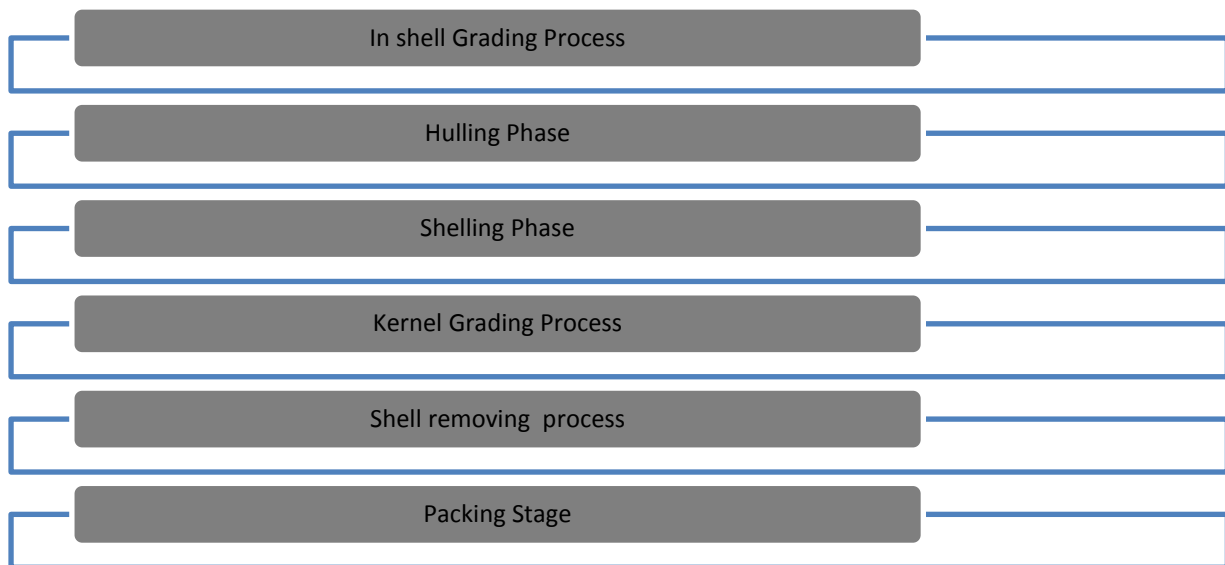 In shell Grading Process
Hulling Phase
Shelling Phase
Kernel Grading Process
Shell removing  process
Packing Stage